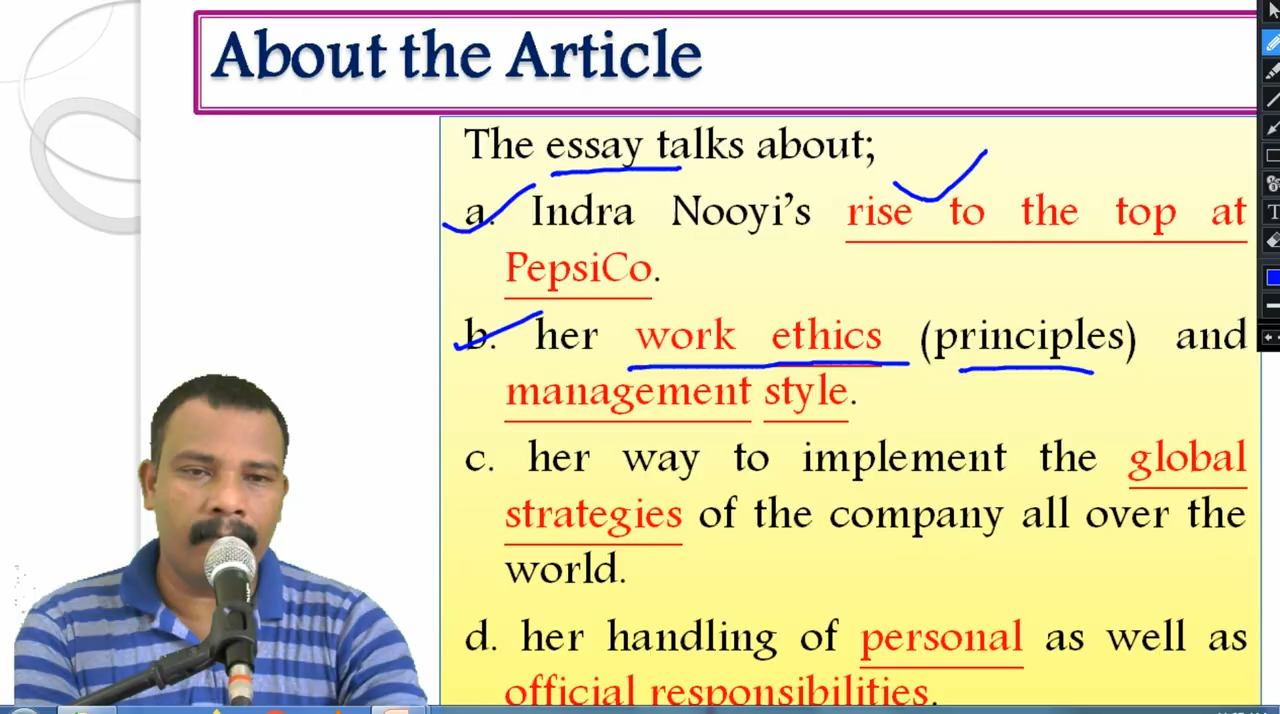 About the Article
The essay talks about;
a. Indra Nooyi's rise to the top at
PepsiCo.
b. her work ethics (principles) and
management style.
c. her way to implement the global
strategies of the company all over the
world.
d. her handling of personal as well as
official responsibilities.